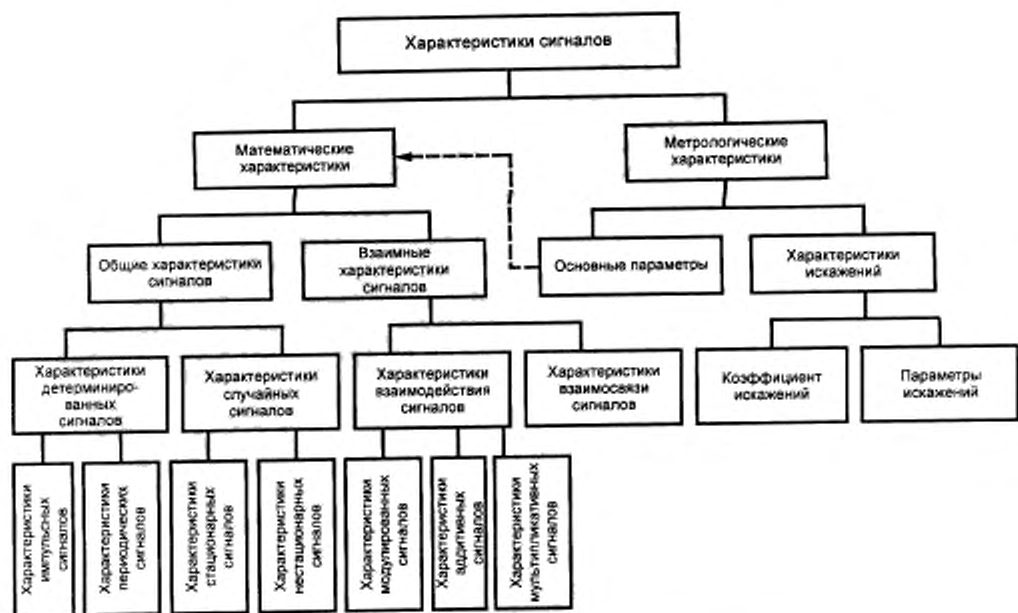 Характеристики сигналов
Математические
характеристики
Метрологические
характеристики
Общие характеристики
сигналов
Взаимные
характеристики
сигналов
Основные параметры
Характеристики
искажений
Характеристики
детерминиро-
ванных
сигналов
Характеристики
случайных
сигналов
Характеристики
взаимодействия
сигналов
Характеристики
взаимосвязи
сигналов
Коэффициент
искажений
Параметры
искажений
Характеристики
импульсных
сигналов
Характеристики
периодических
сигналов
Характеристики
стационарных
сигналов
Характеристики
нестационарных
сигналов
Характеристики
модулированных
сигналов
Характеристики
аддитивных
сигналов
Характеристики
мультипликативных
сигналов